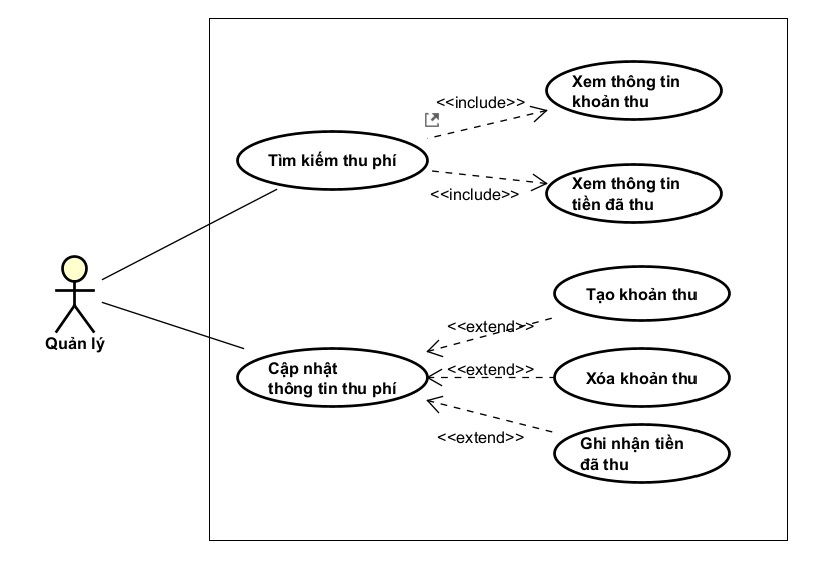 <<include>>
Xem thông tin
khoản thu
Tìm kiếm thu phí
<<include>>
Xem thông tin
tiền đã thu
Quản lý
<<extend>>
Tạo khoản thu
Cập nhật
thông tin thu phí
<<extend>>
Xóa khoản thu
<<extend>>
Ghi nhận tiền
đã thu